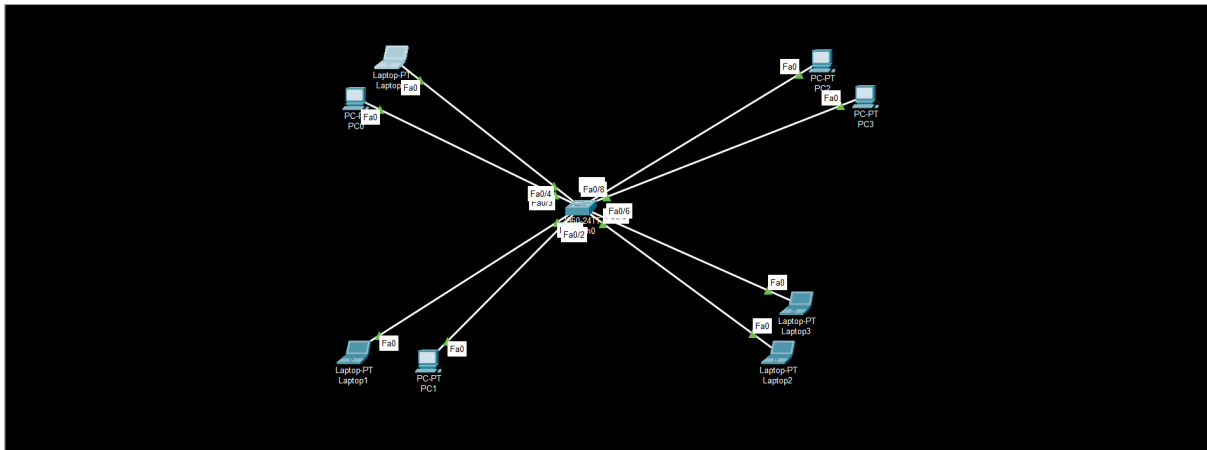 Laptop-PT
Laptop
Fa0
PC-P
PC0
Fa0
Fa0
PC-PT
PC2
Fa0
PC-PT
PC3
Fa0/4
Fa0/3
Fa0/8
Fa0/6
Fa0/2
Fa0
Laptop-PT
Laptop3
Fa0
Laptop-PT
Laptop2
Fa0
Laptop-PT
Laptop1
Fa0
PC-PT
PC1